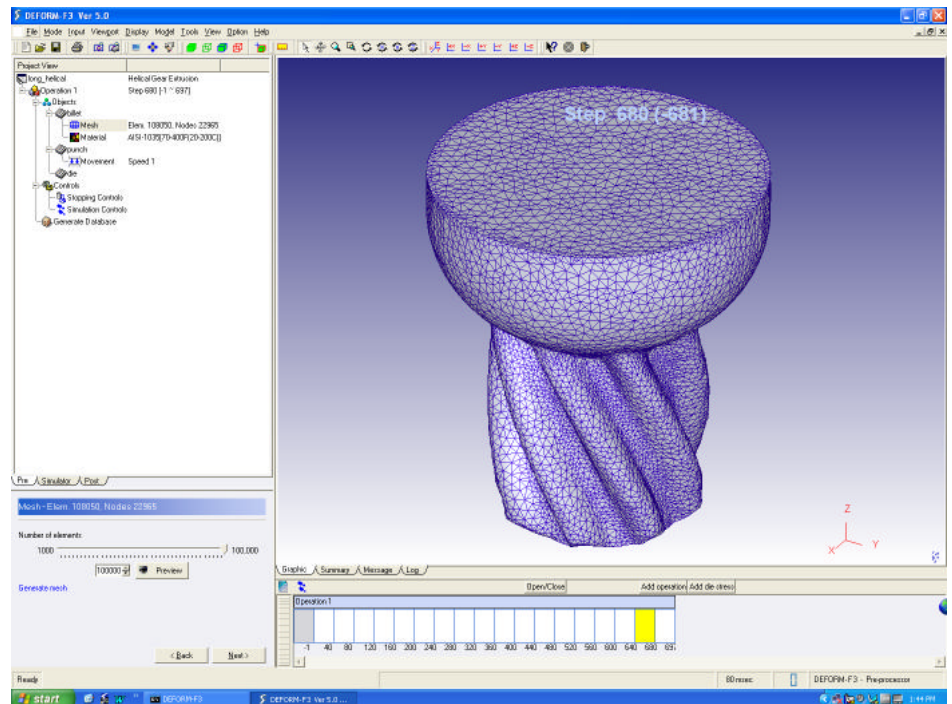 DEFORM-F3 Ver 5.0
File Mode Input Viewport Display Model Tools View Option Help
Project View
long_helical Helical Gear Extrusion
Operation 1 Step 680 [-1 ~ 697]
Objects
billet
Mesh Elem. 108050, Nodes 22965
Material AISI-1035[70-400F(20-200C)]
punch
Movement Speed 1
die
Controls
Stopping Controls
Simulation Controls
Generate Database
Step 680 (-681)
Z
X Y
Pre Simulator Post
Mesh - Elem. 108050, Nodes 22965
Number of elements
1000 100,000
100000 Preview
Generate mesh
< Back Next >
Graphic Summary Message Log
Open/Close Add operation Add die stress
Operation 1
-1 40 80 120 160 200 240 280 320 360 400 440 480 520 560 600 640 680 697
Ready 80 msec DEFORM-F3 - Pre-processor
start DEFORM-F3 DEFORM-F3 Ver 5.0 ... 1:44 PM